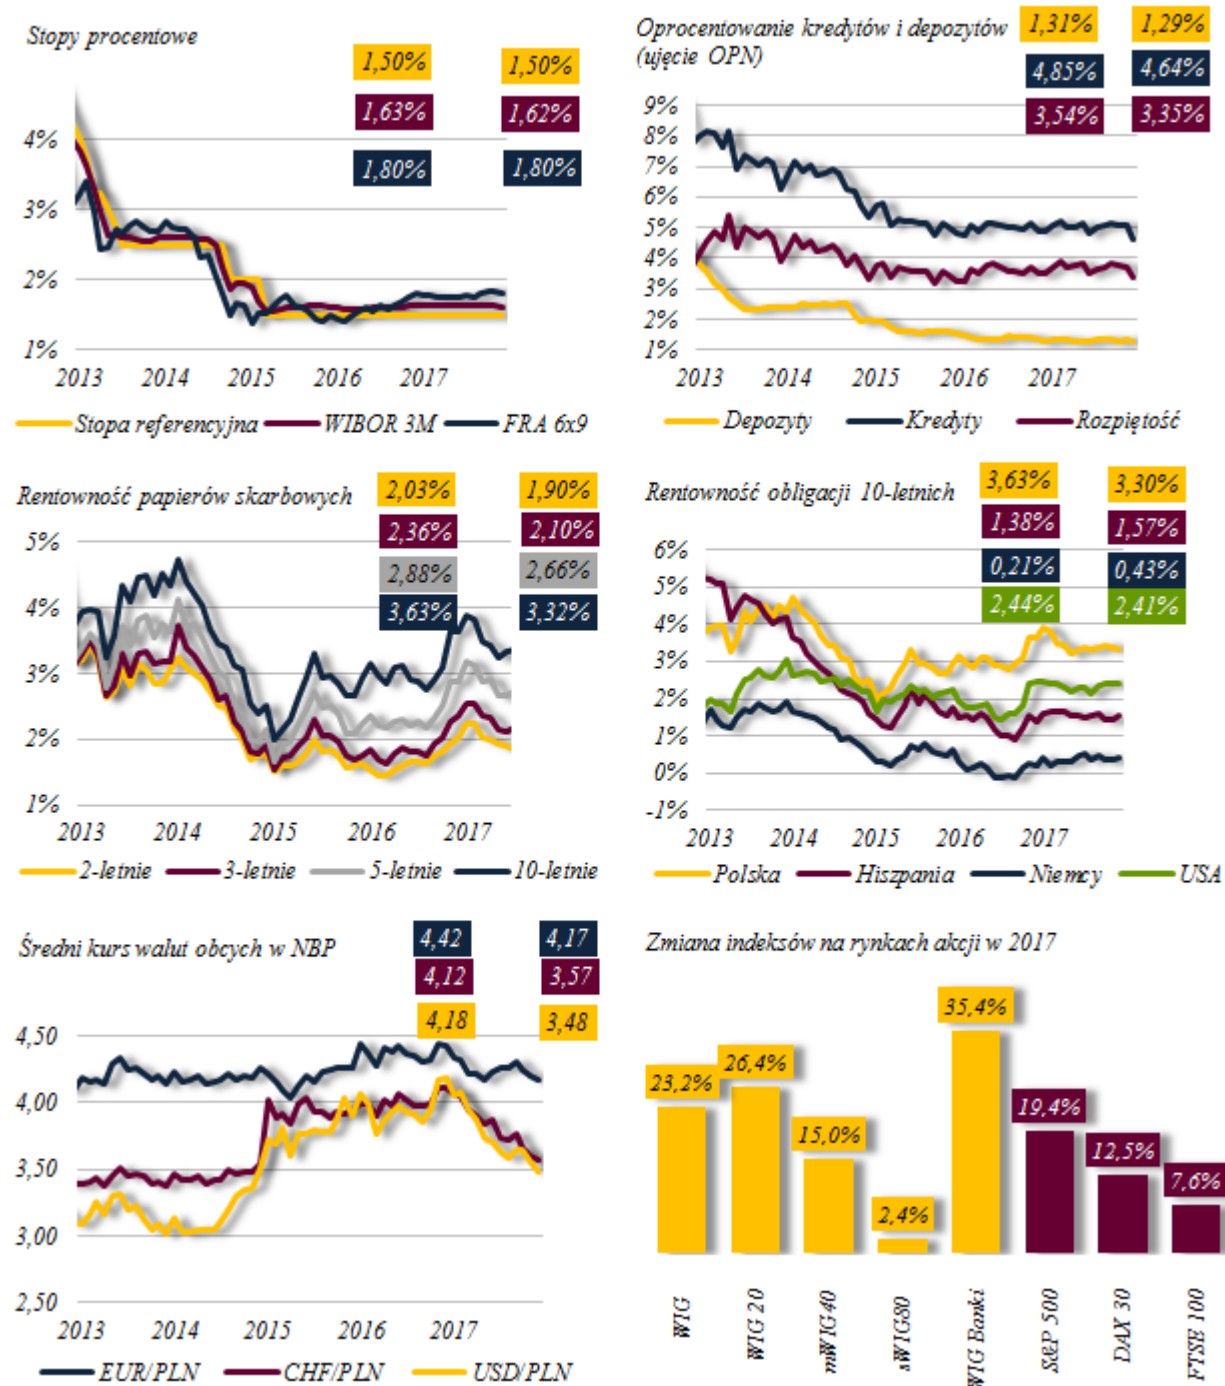 Stopy procentowe
1,50% 1,50%
1,63% 1,62%
1,80% 1,80%
4%
3%
2%
1%
2013 2014 2015 2016 2017
Stopa referencyjna WIBOR 3M FRA 6x9
Oprocentowanie kredytów i depozytów
(ujęcie OPN)
1,31% 1,29%
4,85% 4,64%
3,54% 3,35%
9%
8%
7%
6%
5%
4%
3%
2%
1%
2013 2014 2015 2016 2017
Depozyty Kredyty Rozpiętość
Rentowność papierów skarbowych
2,03% 1,90%
2,36% 2,10%
2,88% 2,66%
3,63% 3,32%
5%
4%
3%
2%
1%
2013 2014 2015 2016 2017
2-letnie 3-letnie 5-letnie 10-letnie
Rentowność obligacji 10-letnich
3,63% 3,30%
1,38% 1,57%
0,21% 0,43%
2,44% 2,41%
6%
5%
4%
3%
2%
1%
0%
-1%
2013 2014 2015 2016 2017
Polska Hiszpania Niemcy USA
Średni kurs walut obcych w NBP
4,42 4,17
4,12 3,57
4,18 3,48
4,50
4,00
3,50
3,00
2,50
2013 2014 2015 2016 2017
EUR/PLN CHF/PLN USD/PLN
Zmiana indeksów na rynkach akcji w 2017
23,2% 26,4% 15,0% 2,4% 35,4% 19,4% 12,5% 7,6%
WIG
WIG 20
mWIG40
sWIG80
WIG Banki
S&P 500
DAX 30
FTSE 100